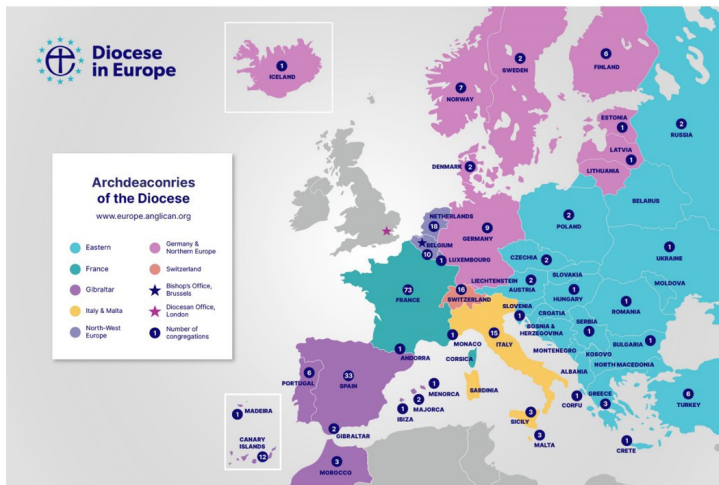 Diocese
in Europe
Archdeaconries
of the Diocese
www.europe.anglican.org
Eastern
France
Gibraltar
Italy & Malta
North-West
Europe
Germany &
Northern Europe
Switzerland
Bishop's Office,
Brussels
Diocesan Office,
London
1
Number of
congregations
1
ICELAND
7
NORWAY
2
SWEDEN
6
FINLAND
ESTONIA
1
2
RUSSIA
LATVIA
1
LITHUANIA
DENMARK
2
BELARUS
NETHERLANDS
18
9
GERMANY
2
POLAND
BELGIUM
10
1
LUXEMBOURG
CZECHIA
2
1
UKRAINE
SLOVAKIA
LIECHTENSTEIN
2
AUSTRIA
1
HUNGARY
MOLDOVA
73
FRANCE
16
SWITZERLAND
SLOVENIA
1
CROATIA
1
ROMANIA
BOSNIA &
HERZEGOVINA
SERBIA
1
1
BULGARIA
1
MONACO
15
ITALY
1
ANDORRA
CORSICA
MONTENEGRO
KOSOVO
NORTH MACEDONIA
ALBANIA
6
PORTUGAL
33
SPAIN
1
MENORCA
2
MAJORCA
1
IBIZA
SARDINIA
1
CORFU
GREECE
3
6
TURKEY
3
SICILY
3
MALTA
1
CRETE
MADEIRA
1
CANARY
ISLANDS
12
2
GIBRALTAR
3
MOROCCO